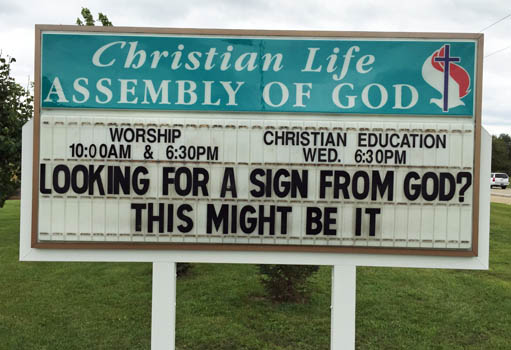 Christian Life
ASSEMBLY OF GOD
WORSHIP
10:00AM & 6:30PM
CHRISTIAN EDUCATION
WED. 6:30PM
LOOKING FOR A SIGN FROM GOD?
THIS MIGHT BE IT